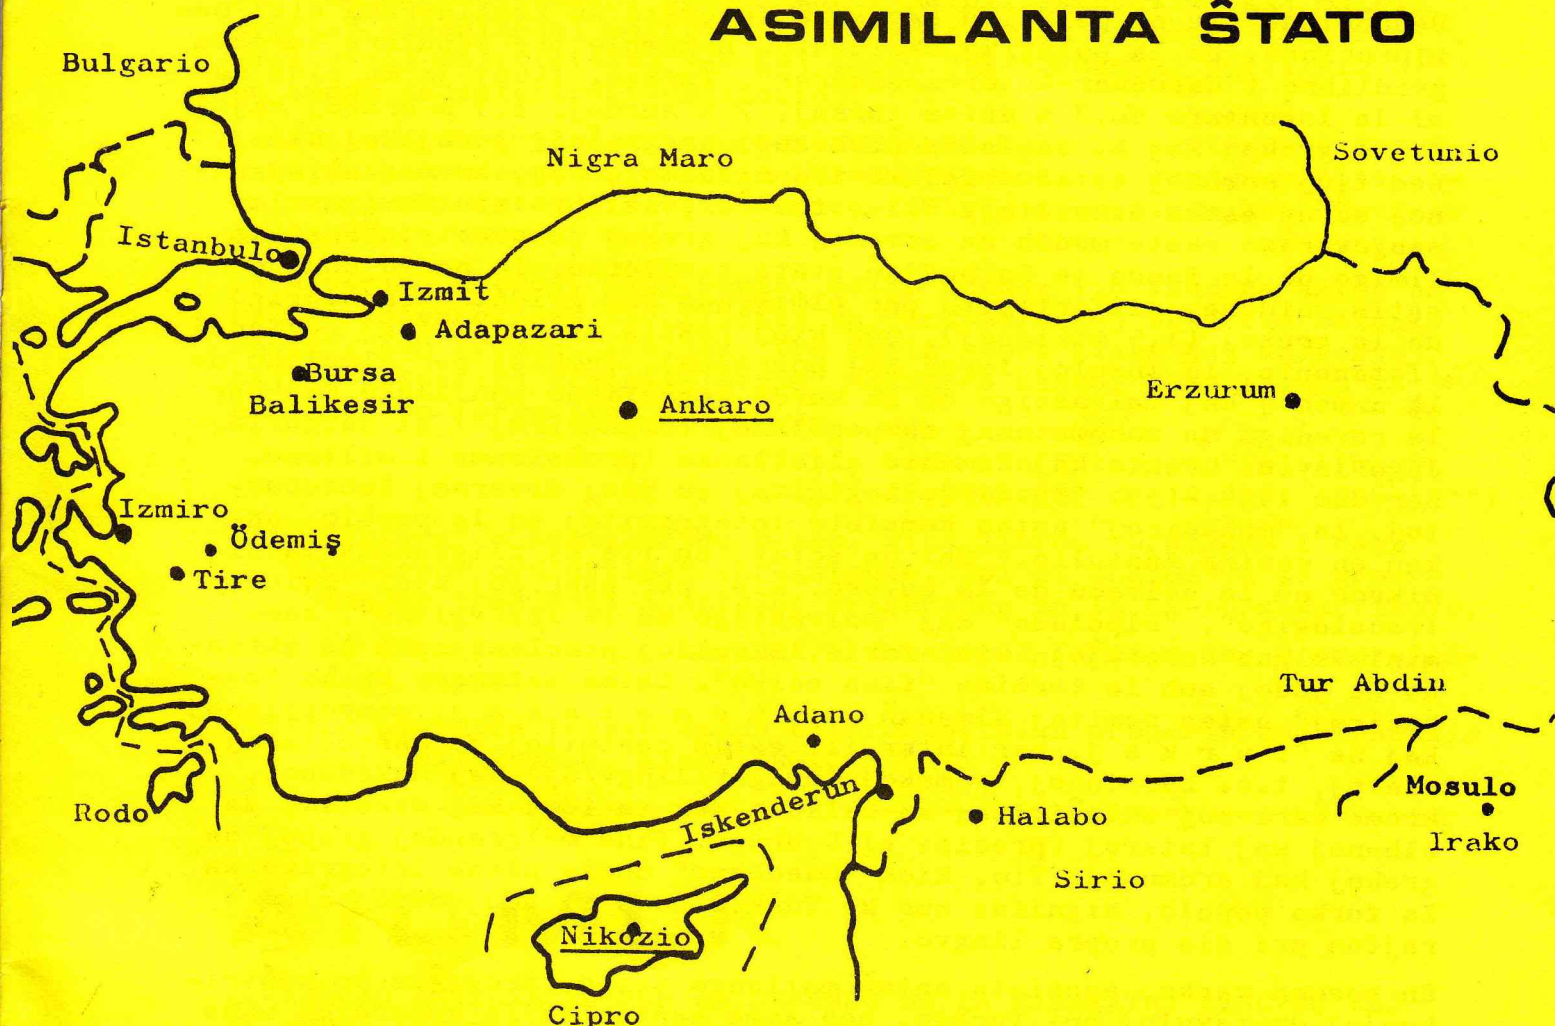 ASIMILANTA ŜTATO
Bulgario
Nigra Maro
Sovetunio
Istanbulo
Izmit
Adapazari
Bursa
Balikesir
Ankaro
Erzurum
Izmiro
Ödemiş
Tire
Tur Abdin
Adano
Iskenderun
Rodo
Halabo
Mosulo
Irako
Sirio
Nikozio
Cipro